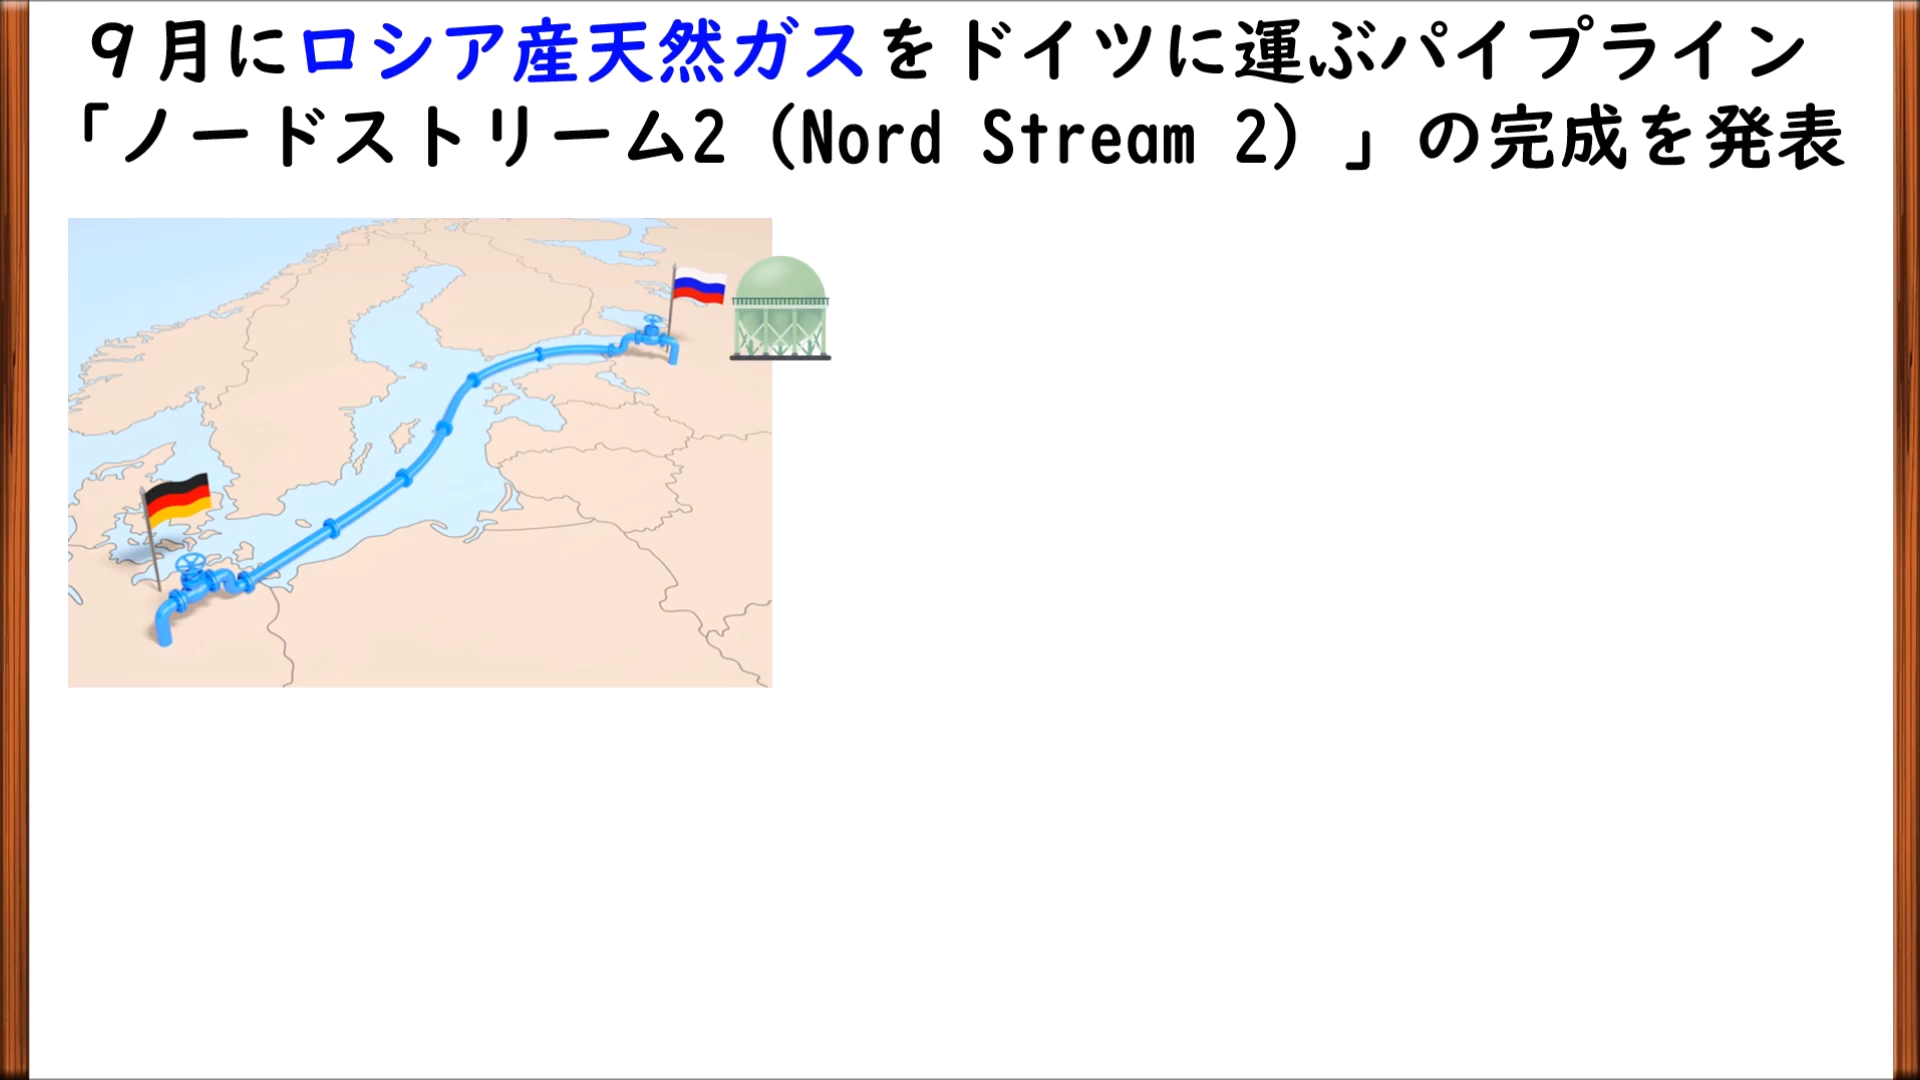 ９月にロシア産天然ガスをドイツに運ぶパイプライン
「ノードストリーム2（Nord Stream 2）」の完成を発表